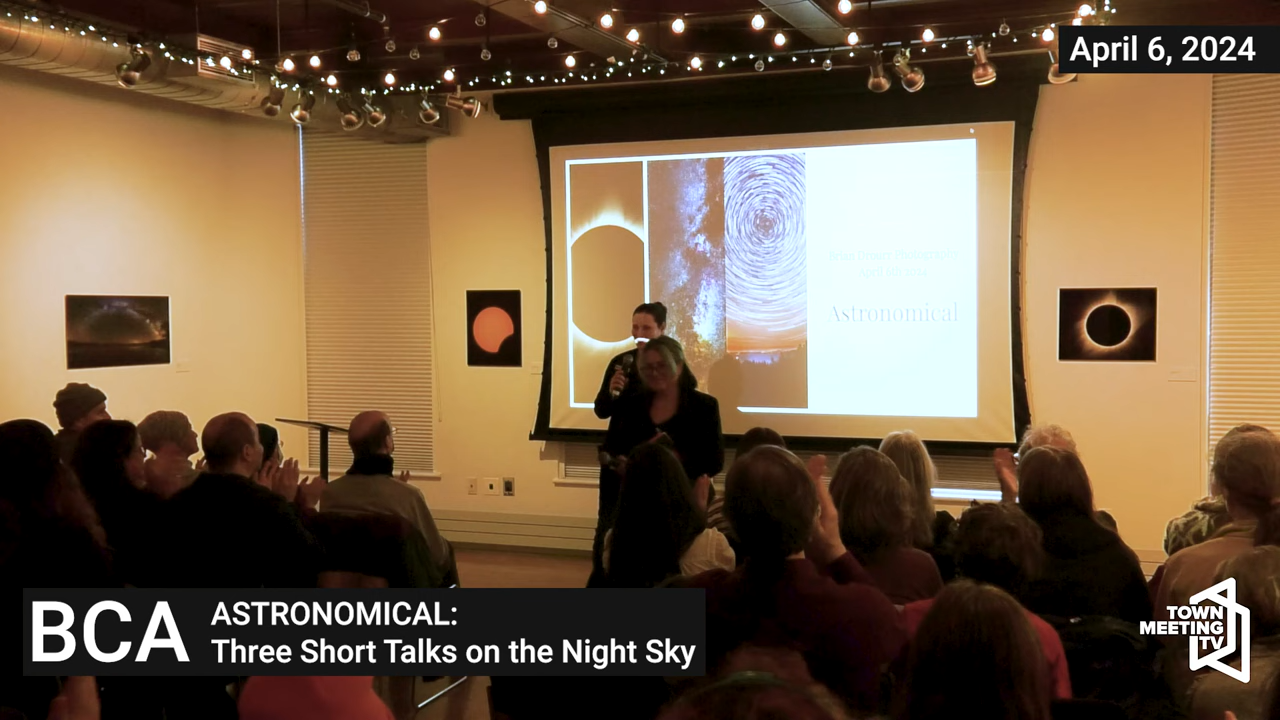 April 6, 2024
Astronomical
BCA
ASTRONOMICAL:
Three Short Talks on the Night Sky
TOWN
MEETING
TV